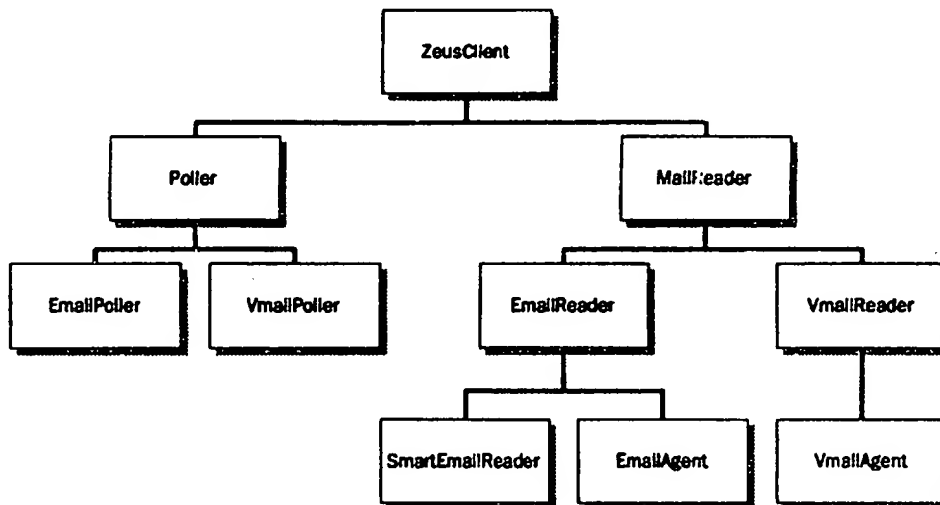 ZeusClient
Poller
MailReader
EmailPoller
VmailPoller
EmailReader
VmailReader
SmartEmailReader
EmailAgent
VmailAgent